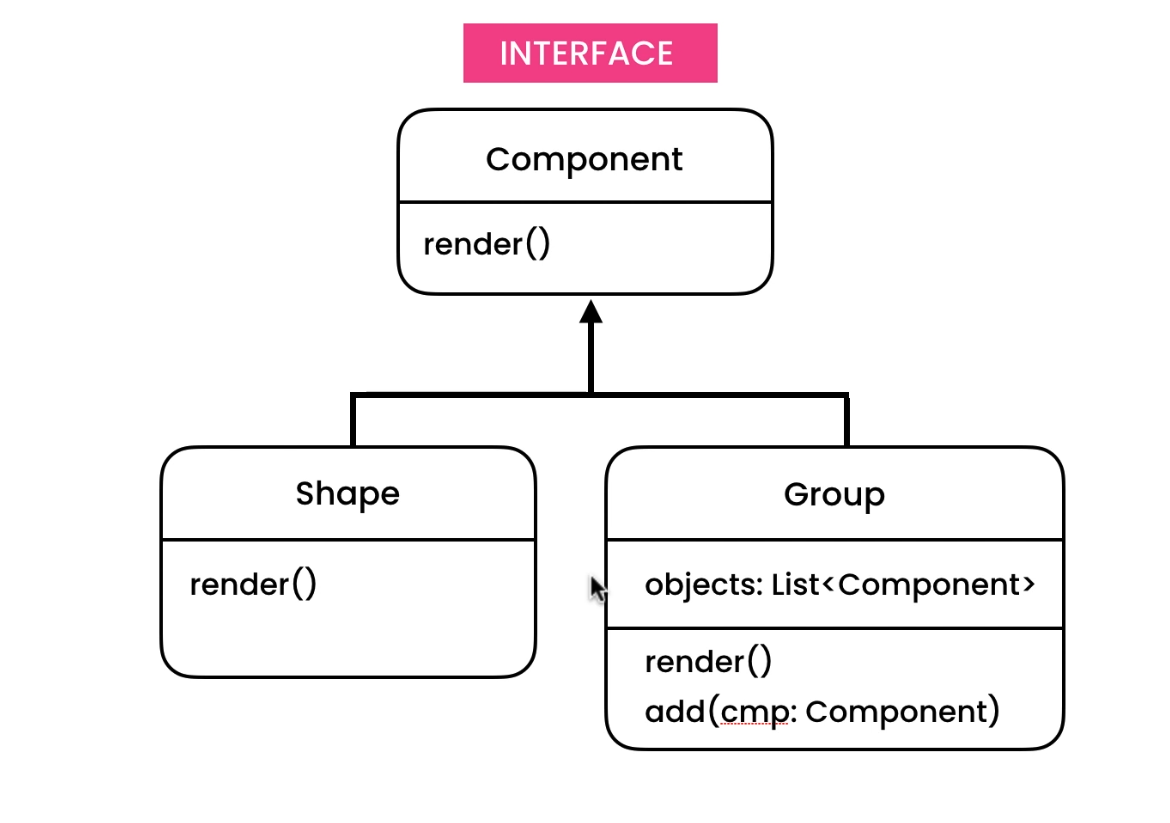 INTERFACE
Component
render()
Shape
render()
Group
objects: List<Component>
render()
add(cmp: Component)